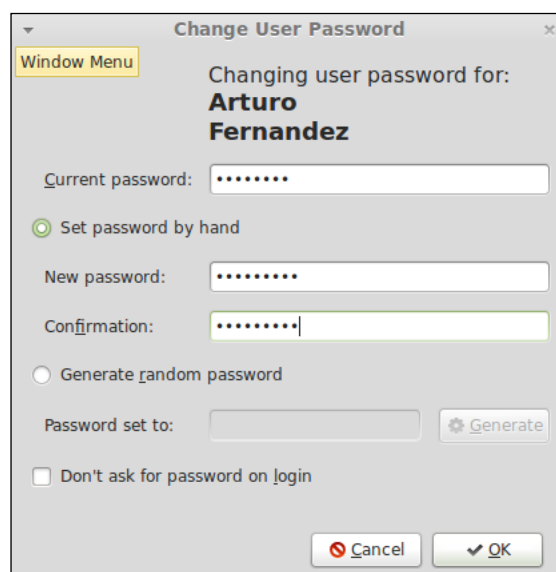 Change User Password
Window Menu
Changing user password for:
Arturo
Fernandez
Current password: ••••••••
Set password by hand
New password: •••••••••
Confirmation: •••••••••
Generate random password
Password set to: Generate
Don't ask for password on login
Cancel OK